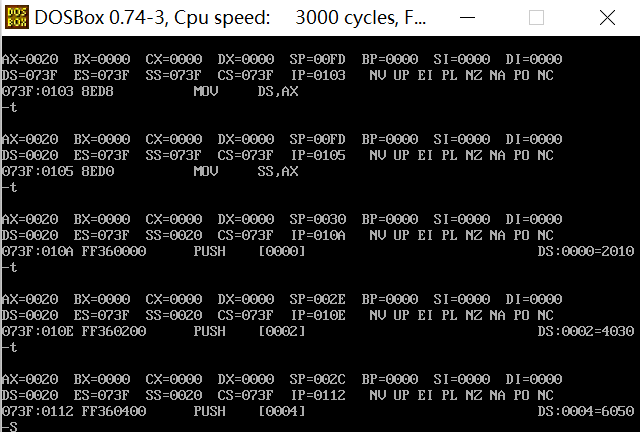 DOS BOX DOSBox 0.74-3, Cpu speed: 3000 cycles, F...
AX=0020 BX=0000 CX=0000 DX=0000 SP=00FD BP=0000 SI=0000 DI=0000
DS=073F ES=073F SS=073F CS=073F IP=0103 NV UP EI PL NZ NA PO NC
073F:0103 8ED8 MOV DS,AX
-t
AX=0020 BX=0000 CX=0000 DX=0000 SP=00FD BP=0000 SI=0000 DI=0000
DS=0020 ES=073F SS=073F CS=073F IP=0105 NV UP EI PL NZ NA PO NC
073F:0105 8ED0 MOV SS,AX
-t
AX=0020 BX=0000 CX=0000 DX=0000 SP=0030 BP=0000 SI=0000 DI=0000
DS=0020 ES=073F SS=0020 CS=073F IP=010A NV UP EI PL NZ NA PO NC
073F:010A FF360000 PUSH [0000] DS:0000=2010
-t
AX=0020 BX=0000 CX=0000 DX=0000 SP=002E BP=0000 SI=0000 DI=0000
DS=0020 ES=073F SS=0020 CS=073F IP=010E NV UP EI PL NZ NA PO NC
073F:010E FF360200 PUSH [0002] DS:0002=4030
-t
AX=0020 BX=0000 CX=0000 DX=0000 SP=002C BP=0000 SI=0000 DI=0000
DS=0020 ES=073F SS=0020 CS=073F IP=0112 NV UP EI PL NZ NA PO NC
073F:0112 FF360400 PUSH [0004] DS:0004=6050
-S